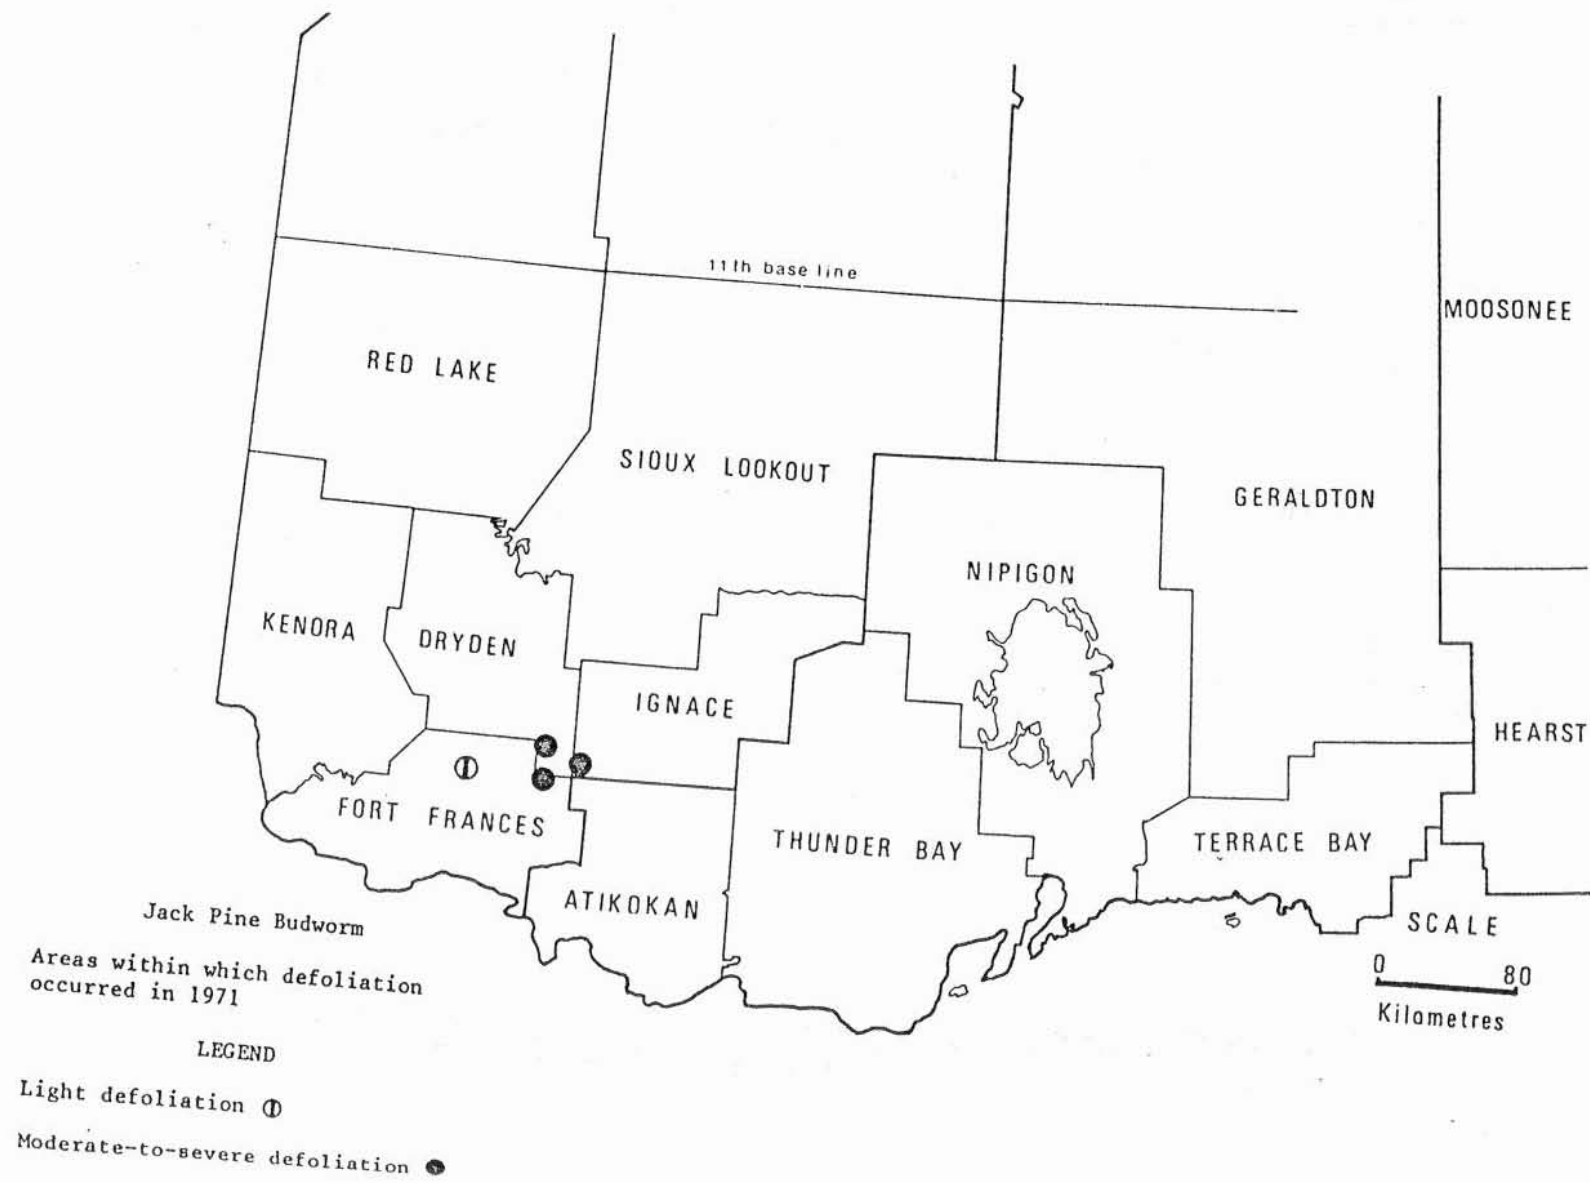 11th base line
MOOSONEE
RED LAKE
SIOUX LOOKOUT
GERALDTON
NIPIGON
KENORA
DRYDEN
IGNACE
HEARST
FORT FRANCES
THUNDER BAY
TERRACE BAY
ATIKOKAN
SCALE
0 80
Kilometres
Jack Pine Budworm
Areas within which defoliation
occurred in 1971
LEGEND
Light defoliation
Moderate-to-severe defoliation